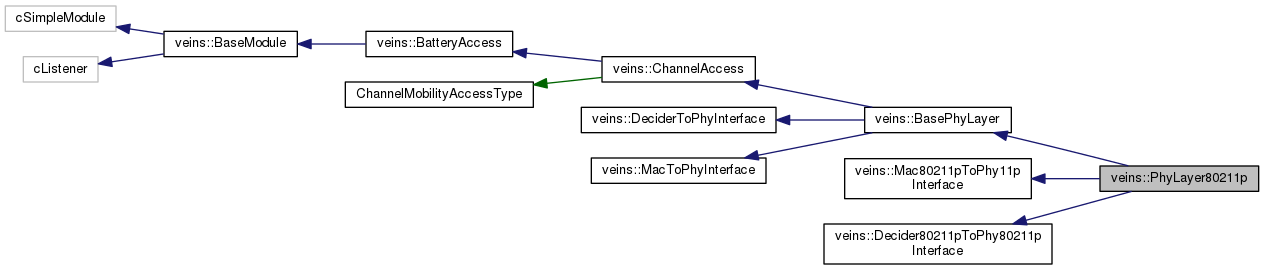 cSimpleModule
veins::BaseModule
veins::BatteryAccess
cListener
veins::ChannelAccess
ChannelMobilityAccessType
veins::DeciderToPhyInterface
veins::BasePhyLayer
veins::MacToPhyInterface
veins::Mac80211pToPhy11p
Interface
veins::PhyLayer80211p
veins::Decider80211pToPhy80211p
Interface